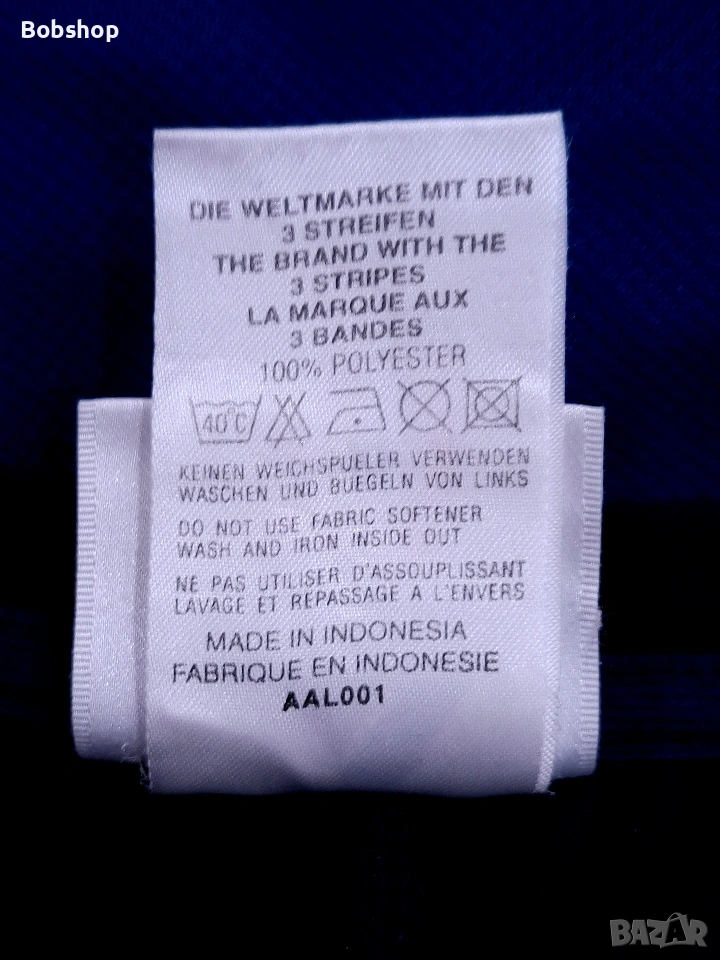 Bobshop
DIE WELTMARKE MIT DEN
3 STREIFEN
THE BRAND WITH THE
3 STRIPES
LA MARQUE AUX
3 BANDES
100% POLYESTER
40°C
KEINEN WEICHSPUELER VERWENDEN
WASCHEN UND BUEGELN VON LINKS
DO NOT USE FABRIC SOFTENER
WASH AND IRON INSIDE OUT
NE PAS UTILISER D'ASSOUPLISSANT
LAVAGE ET REPASSAGE A L'ENVERS
MADE IN INDONESIA
FABRIQUE EN INDONESIE
AAL001
BAZAR